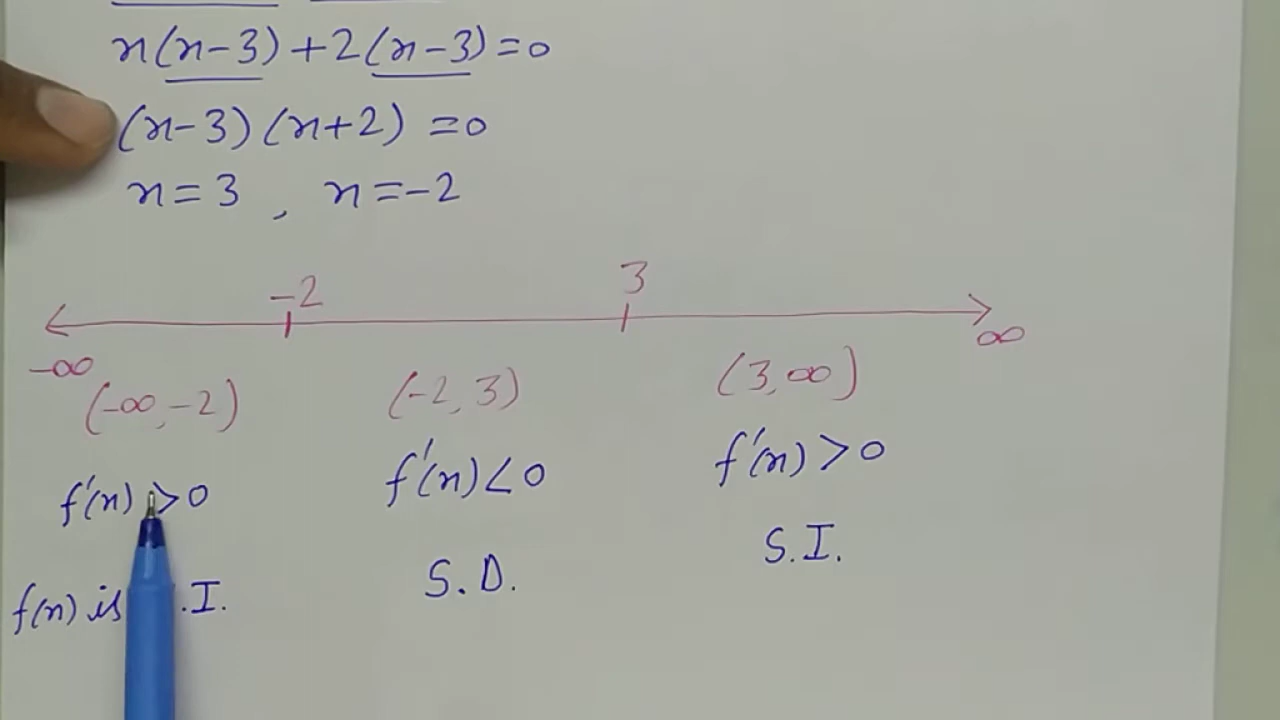 x(x-3)+2(x-3)=0
(x-3)(x+2) =0
x=3 , x=-2
-2 3
-∞ ∞
(-∞,-2) (-2,3) (3,∞)
f'(x)>0 f'(x)<0 f'(x)>0
f(x) is .I. S.D. S.I.